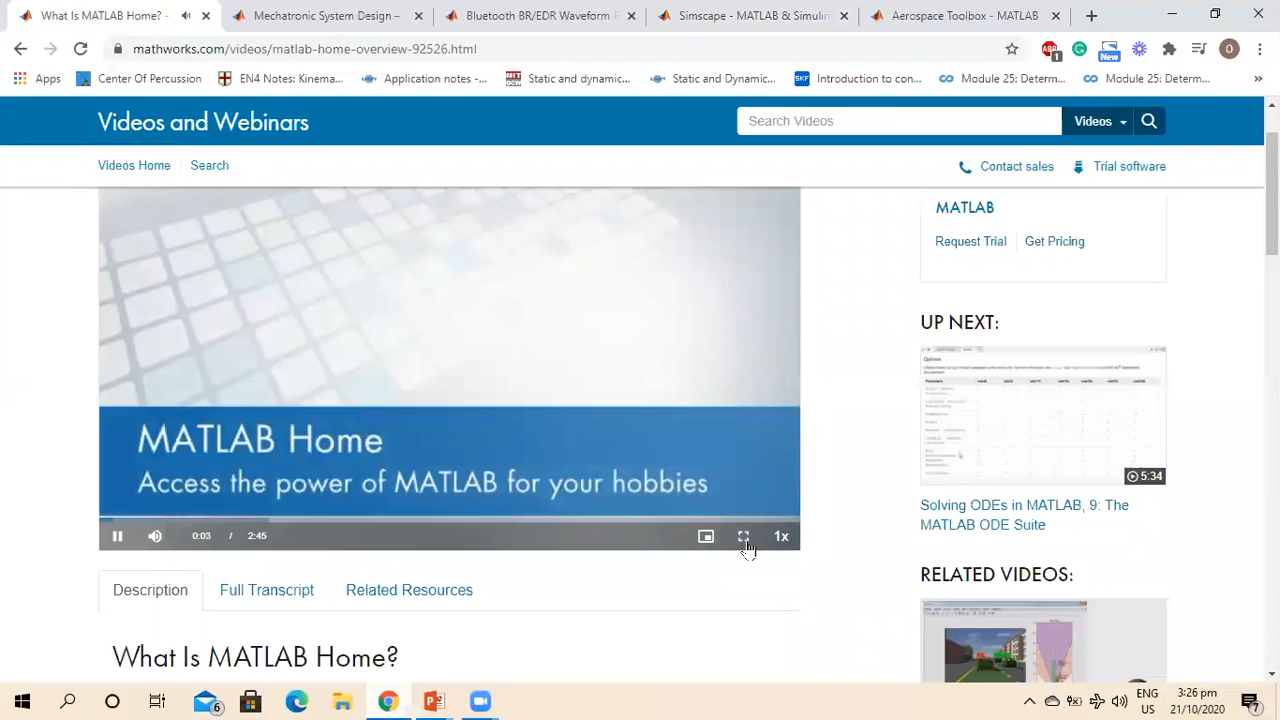 What Is MATLAB Home? -
Mechatronic System Design -
Bluetooth BR/EDR Waveform
Simscape - MATLAB & Simulin
Aerospace Toolbox - MATLAB
mathworks.com/videos/matlab-home-overview-92526.html
1
New
O
Apps
Center Of Percussion
EN4 Notes: Kinema...
Application notes -...
Static and dynamic...
Static and Dynamic...
Introduction to con...
Module 25: Determ...
Module 25: Determ...
Videos and Webinars
Search Videos
Videos
Videos Home
Search
Contact sales
Trial software
MATLAB
Request Trial
Get Pricing
UP NEXT:
5:34
Solving ODEs in MATLAB, 9: The
MATLAB ODE Suite
RELATED VIDEOS:
MATLAB Home
Access the power of MATLAB for your hobbies
0:03 / 2:45
1x
Description
Full Transcript
Related Resources
What Is MATLAB Home?
ENG
US
3:26 pm
21/10/2020